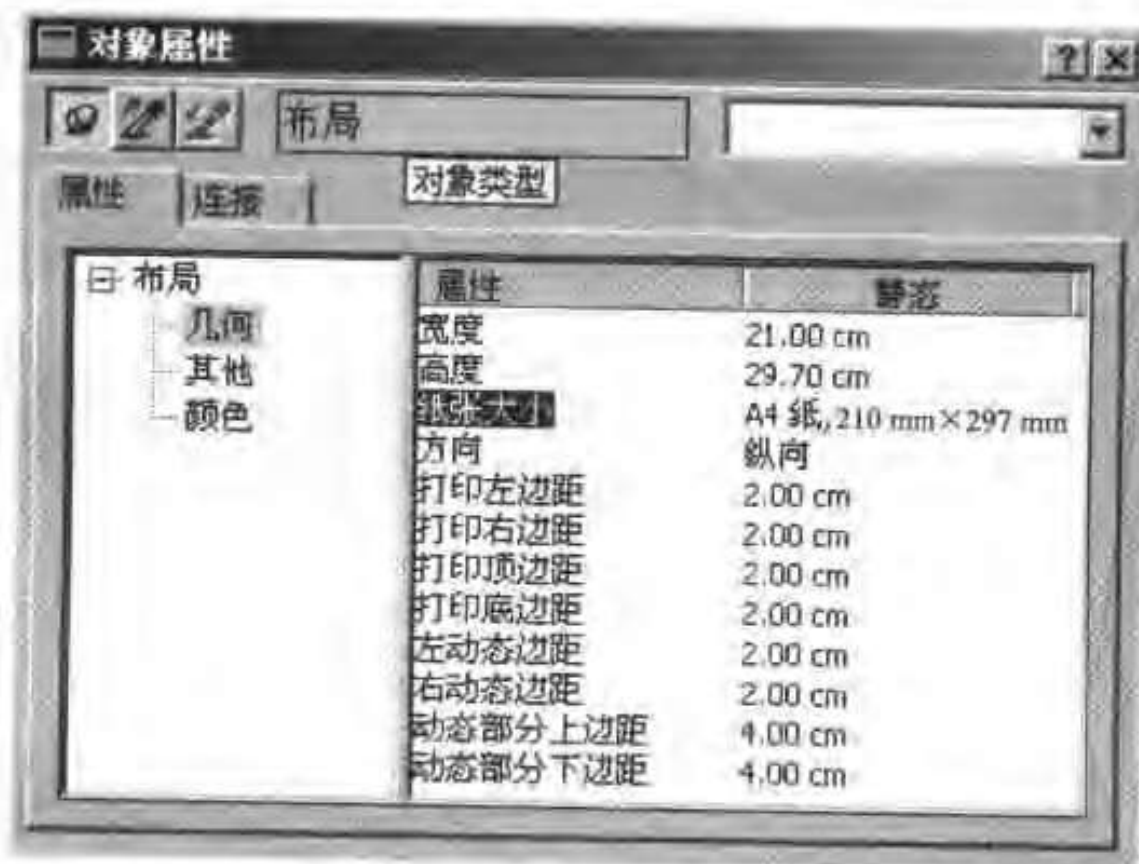 对象属性
布局
对象类型
属性 连接
布局
几何
其他
颜色
属性 静态
宽度 21.00 cm
高度 29.70 cm
纸张大小 A4 纸,,210 mm×297 mm
方向 纵向
打印左边距 2.00 cm
打印右边距 2.00 cm
打印顶边距 2.00 cm
打印底边距 2.00 cm
左动态边距 2.00 cm
右动态边距 2.00 cm
动态部分上边距 4.00 cm
动态部分下边距 4.00 cm